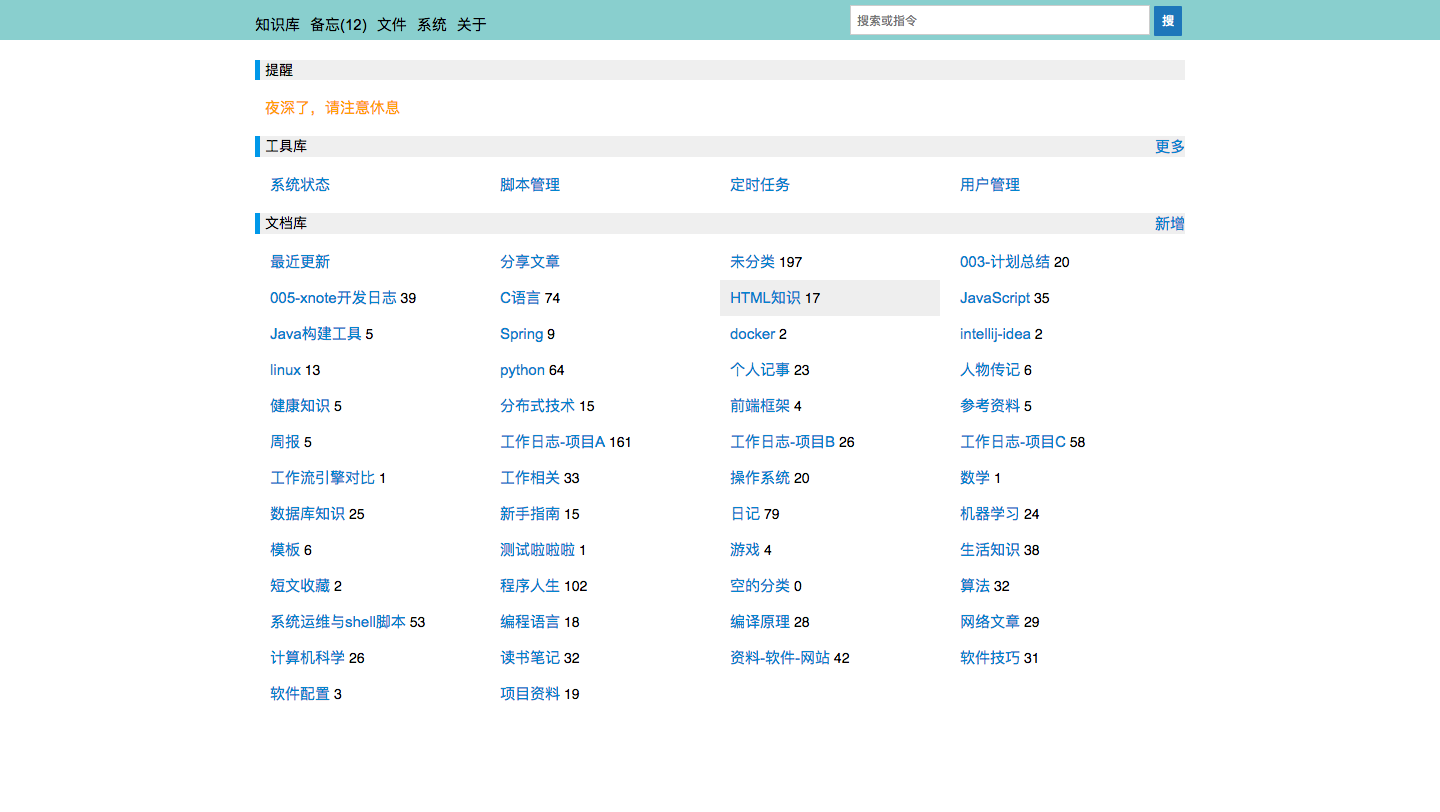 知识库 备忘(12) 文件 系统 关于 搜索或指令 搜
提醒
夜深了，请注意休息
工具库 更多
系统状态 脚本管理 定时任务 用户管理
文档库 新增
最近更新 分享文章 未分类 197 003-计划总结 20
005-xnote开发日志 39 C语言 74 HTML知识 17 JavaScript 35
Java构建工具 5 Spring 9 docker 2 intellij-idea 2
linux 13 python 64 个人记事 23 人物传记 6
健康知识 5 分布式技术 15 前端框架 4 参考资料 5
周报 5 工作日志-项目A 161 工作日志-项目B 26 工作日志-项目C 58
工作流引擎对比 1 工作相关 33 操作系统 20 数学 1
数据库知识 25 新手指南 15 日记 79 机器学习 24
模板 6 测试啦啦啦 1 游戏 4 生活知识 38
短文收藏 2 程序人生 102 空的分类 0 算法 32
系统运维与shell脚本 53 编程语言 18 编译原理 28 网络文章 29
计算机科学 26 读书笔记 32 资料-软件-网站 42 软件技巧 31
软件配置 3 项目资料 19